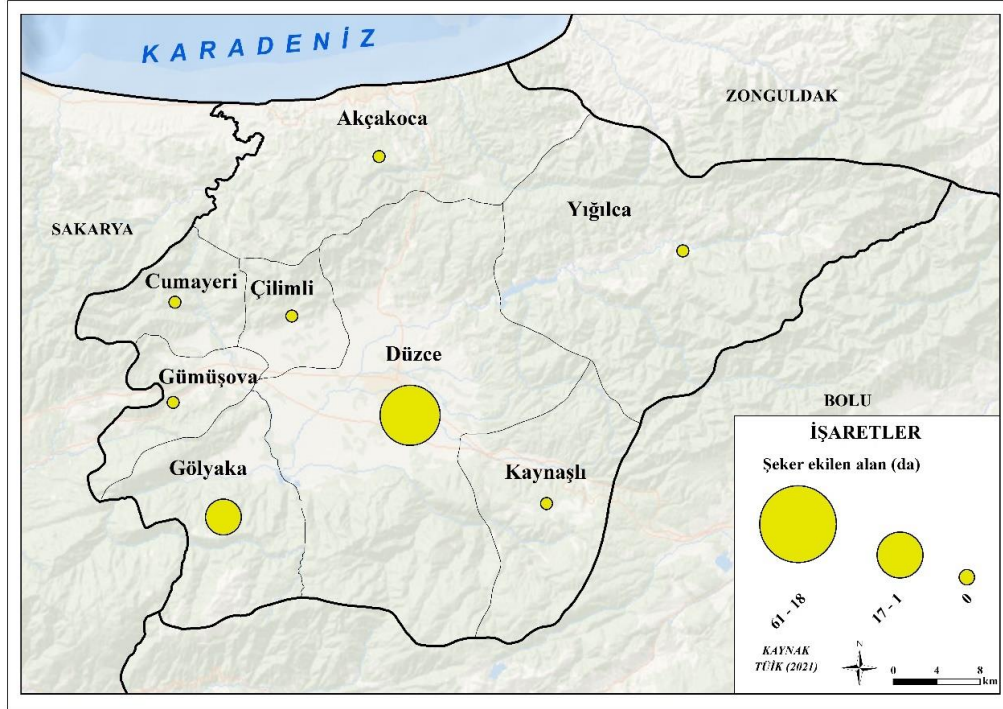 KARADENİZ
ZONGULDAK
Akçakoca
Yığılca
SAKARYA
Cumayeri
Çilimli
Düzce
Gümüşova
BOLU
Gölyaka
Kaynaşlı
İŞARETLER
Şeker ekilen alan (da)
61 - 18
17 - 1
0
KAYNAK
TÜİK (2021)
N
0 4 8
km